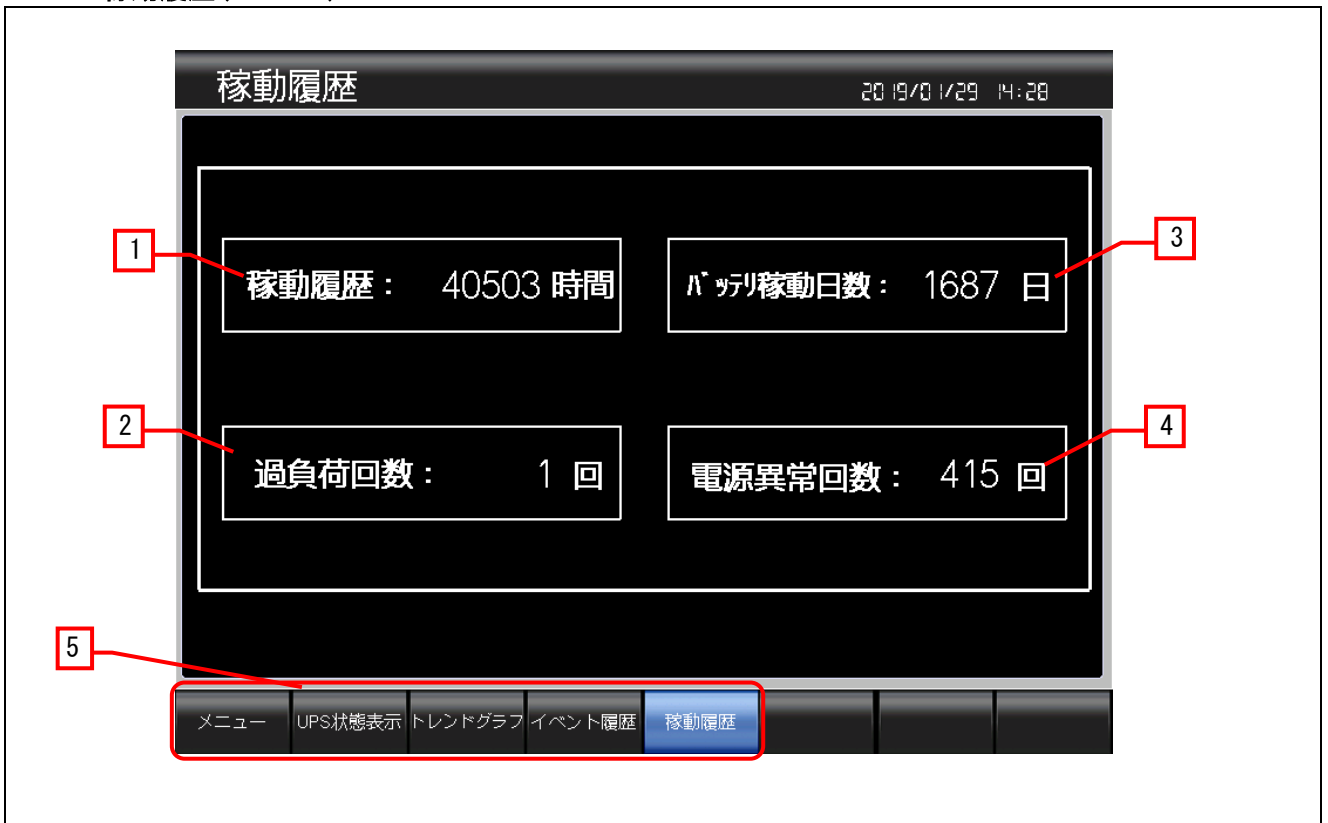 稼動履歴
2019/01/29 14:28
1
3
稼動履歴： 40503 時間
ﾊﾞｯﾃﾘ稼動日数： 1687 日
2
4
過負荷回数： 1 回
電源異常回数： 415 回
5
メニュー UPS状態表示 トレンドグラフ イベント履歴 稼動履歴